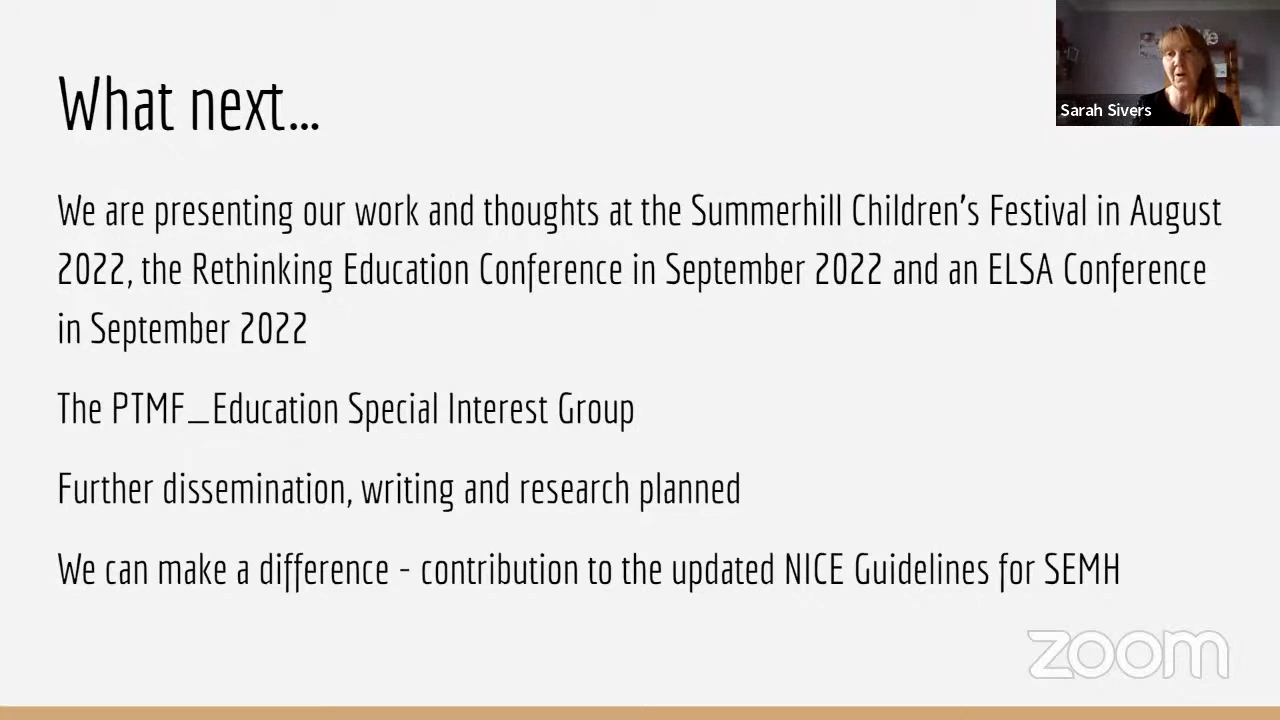 What next...
Sarah Sivers
We are presenting our work and thoughts at the Summerhill Children's Festival in August
2022, the Rethinking Education Conference in September 2022 and an ELSA Conference
in September 2022
The PTMF_Education Special Interest Group
Further dissemination, writing and research planned
We can make a difference - contribution to the updated NICE Guidelines for SEMH
zoom